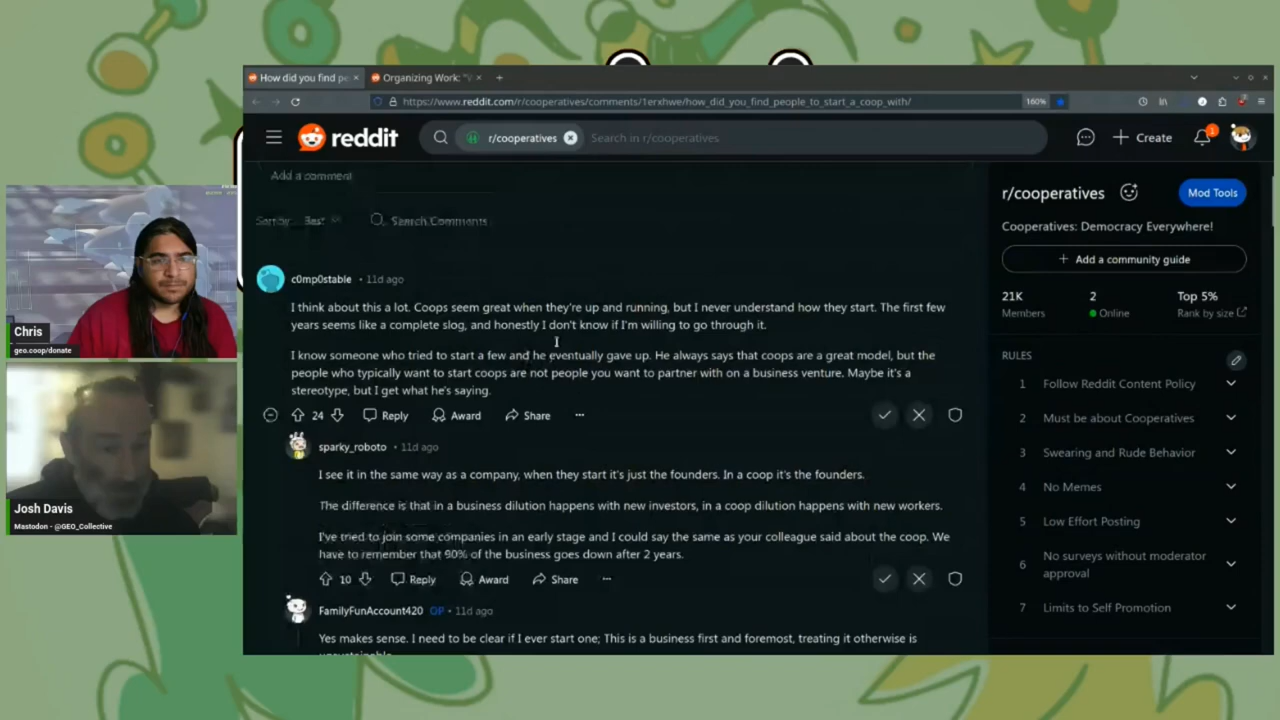 How did you find pe
Organizing Work: "
https://www.reddit.com/r/cooperatives/comments/1erxhwe/how_did_you_find_people_to_start_a_coop_with/
160%
reddit
r/cooperatives
Search in r/cooperatives
Create
1
Add a comment
Sort by: Best
Search Comments
c0mp0stable • 11d ago
I think about this a lot. Coops seem great when they're up and running, but I never understand how they start. The first few
years seems like a complete slog, and honestly I don't know if I'm willing to go through it.
I know someone who tried to start a few and he eventually gave up. He always says that coops are a great model, but the
people who typically want to start coops are not people you want to partner with on a business venture. Maybe it's a
stereotype, but I get what he's saying.
24 Reply Award Share
sparky_roboto • 11d ago
I see it in the same way as a company, when they start it's just the founders. In a coop it's the founders.
The difference is that in a business dilution happens with new investors, in a coop dilution happens with new workers.
I've tried to join some companies in an early stage and I could say the same as your colleague said about the coop. We
have to remember that 90% of the business goes down after 2 years.
10 Reply Award Share
FamilyFunAccount420 OP • 11d ago
Yes makes sense. I need to be clear if I ever start one; This is a business first and foremost, treating it otherwise is
unsustainable.
r/cooperatives
Mod Tools
Cooperatives: Democracy Everywhere!
Add a community guide
21K 2 Top 5%
Members Online Rank by size
RULES
1 Follow Reddit Content Policy
2 Must be about Cooperatives
3 Swearing and Rude Behavior
4 No Memes
5 Low Effort Posting
6 No surveys without moderator
approval
7 Limits to Self Promotion
Chris
geo.coop/donate
Josh Davis
Mastodon - @GEO_Collective